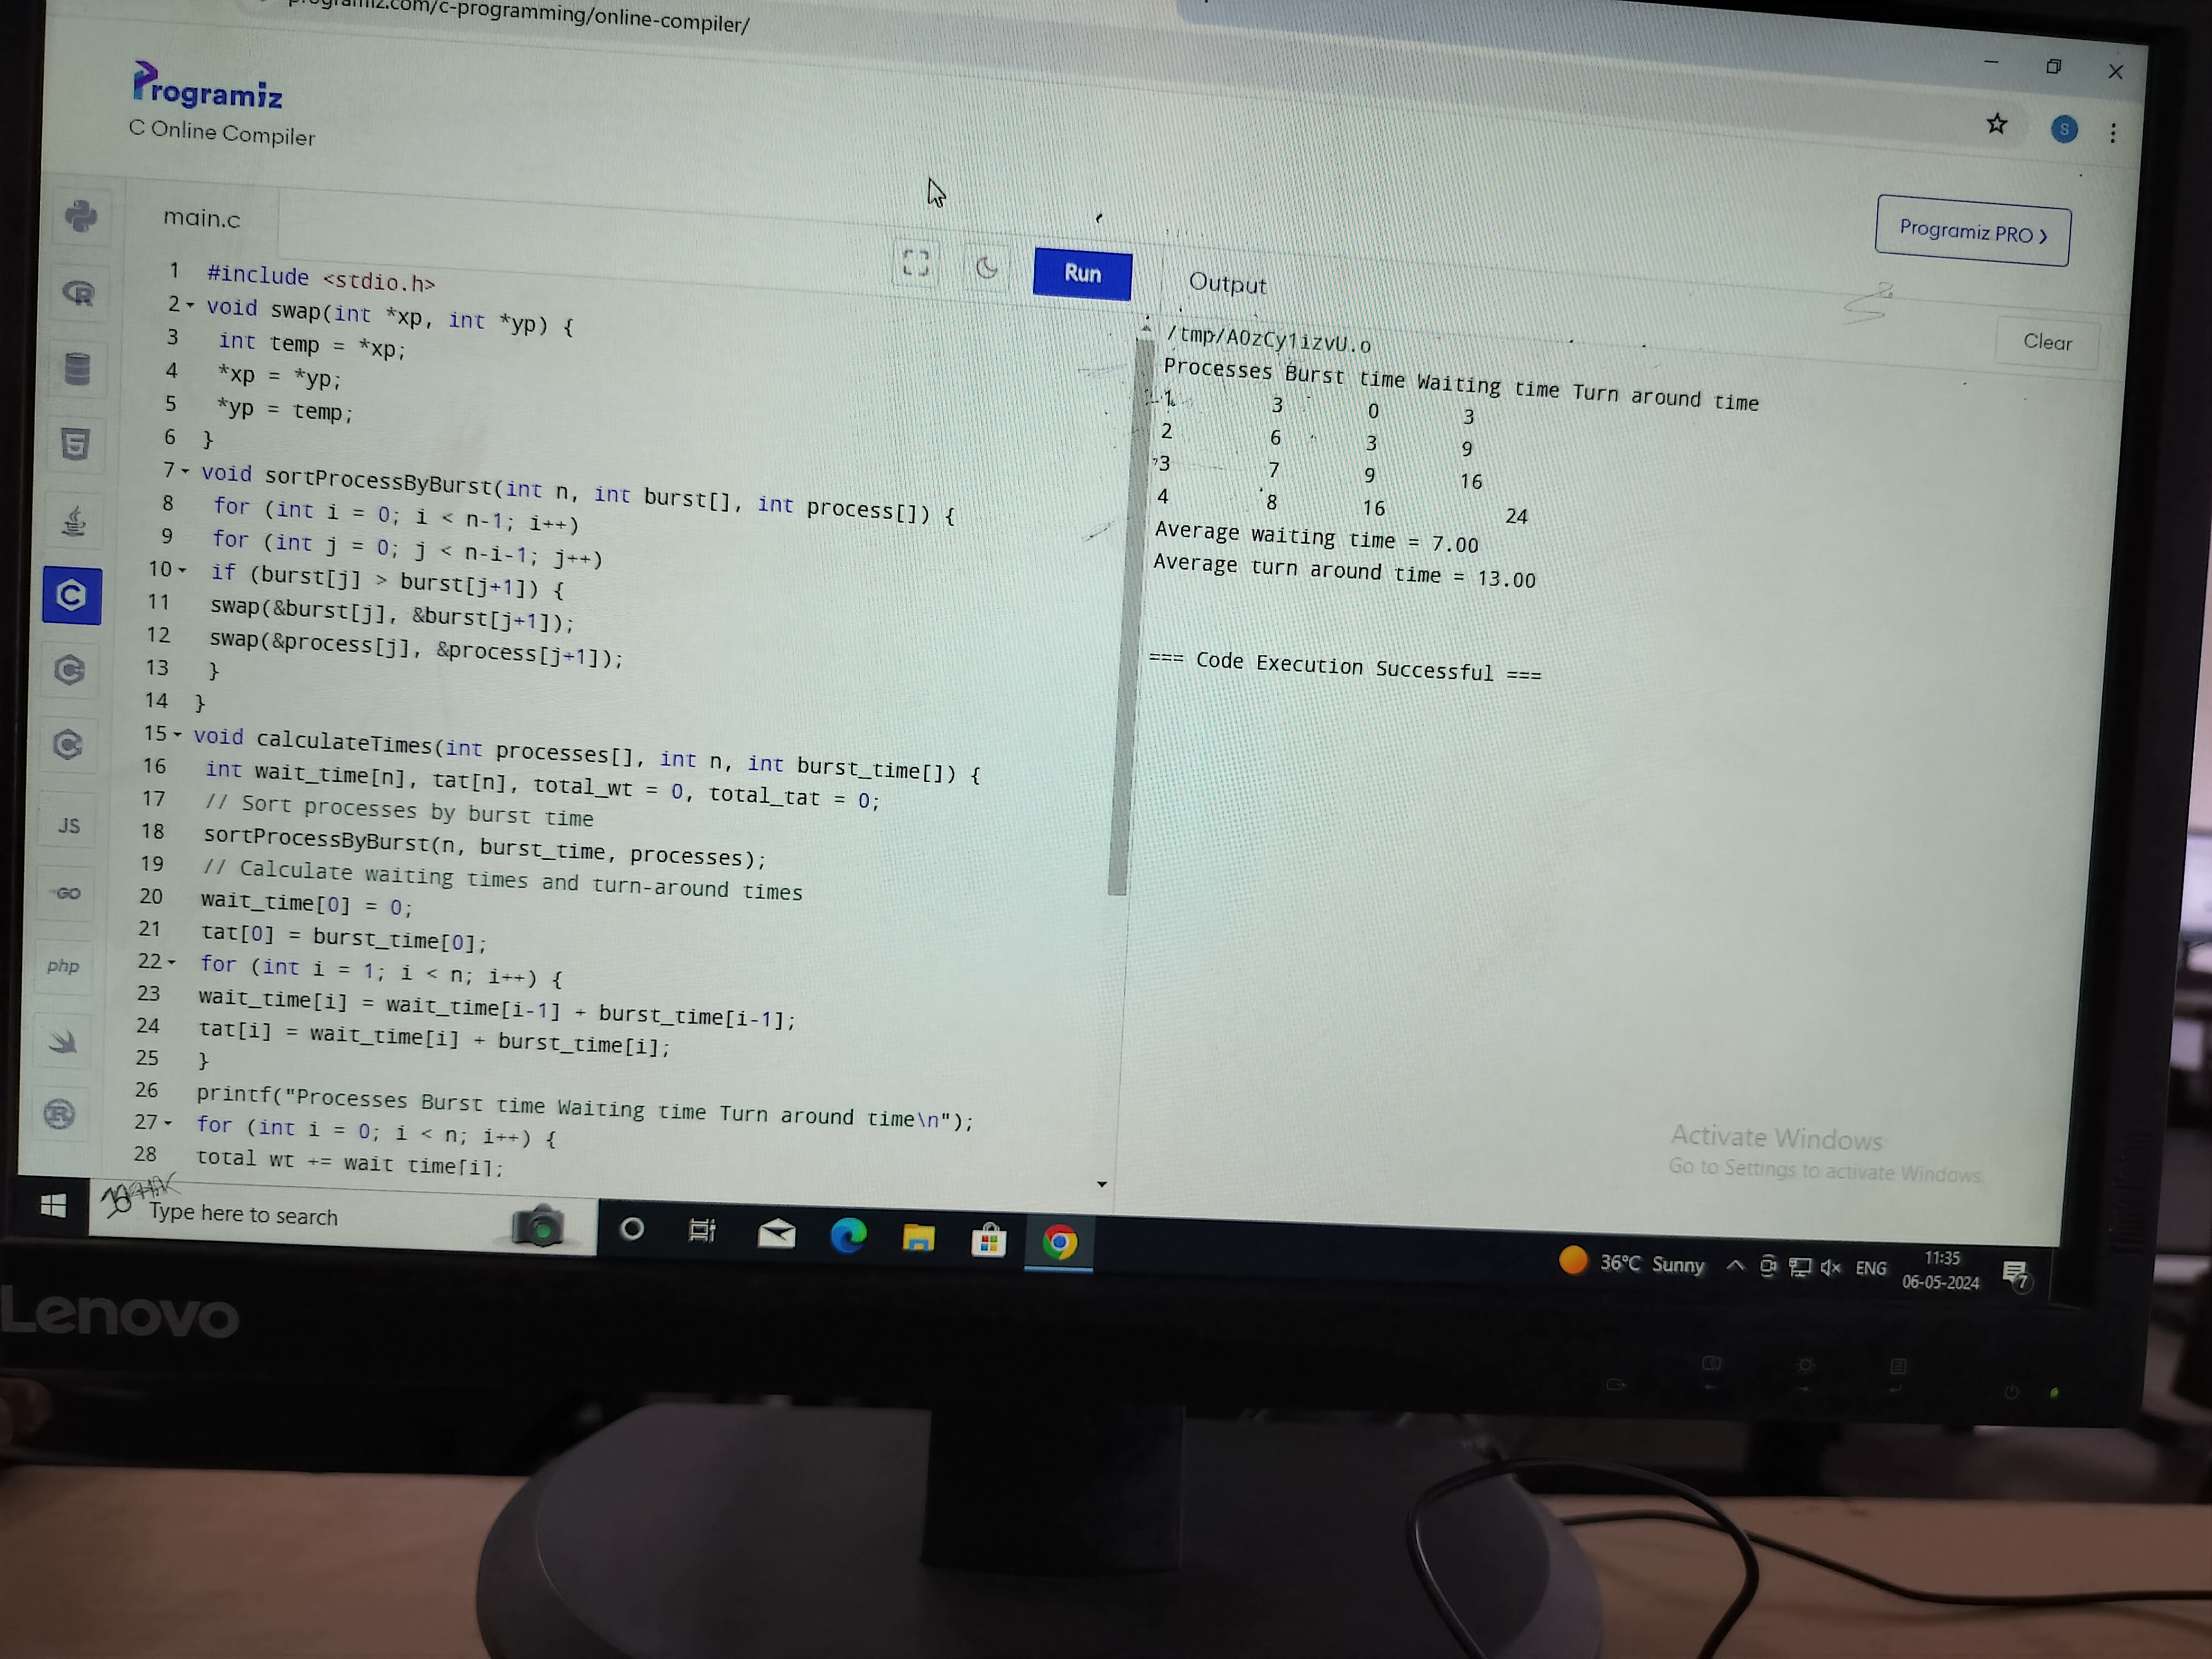 programiz.com/c-programming/online-compiler/
Programiz
C Online Compiler
Programiz PRO >
main.c
Run
Output
Clear
1 #include <stdio.h>
2 void swap(int *xp, int *yp) {
3 int temp = *xp;
4 *xp = *yp;
5 *yp = temp;
6 }
7 void sortProcessByBurst(int n, int burst[], int process[]) {
8 for (int i = 0; i < n-1; i++)
9 for (int j = 0; j < n-i-1; j++)
10 if (burst[j] > burst[j+1]) {
11 swap(&burst[j], &burst[j+1]);
12 swap(&process[j], &process[j+1]);
13 }
14 }
15 void calculateTimes(int processes[], int n, int burst_time[]) {
16 int wait_time[n], tat[n], total_wt = 0, total_tat = 0;
17 // Sort processes by burst time
18 sortProcessByBurst(n, burst_time, processes);
19 // Calculate waiting times and turn-around times
20 wait_time[0] = 0;
21 tat[0] = burst_time[0];
22 for (int i = 1; i < n; i++) {
23 wait_time[i] = wait_time[i-1] + burst_time[i-1];
24 tat[i] = wait_time[i] + burst_time[i];
25 }
26 printf("Processes Burst time Waiting time Turn around time\n");
27 for (int i = 0; i < n; i++) {
28 total_wt += wait_time[i];
/tmp/A0zCy1izvU.o
Processes Burst time Waiting time Turn around time
1 3 0 3
2 6 3 9
3 7 9 16
4 8 16 24
Average waiting time = 7.00
Average turn around time = 13.00
=== Code Execution Successful ===
JS
GO
php
Activate Windows
Go to Settings to activate Windows.
Type here to search
36°C Sunny
ENG
11:35
06-05-2024
7
S
Lenovo